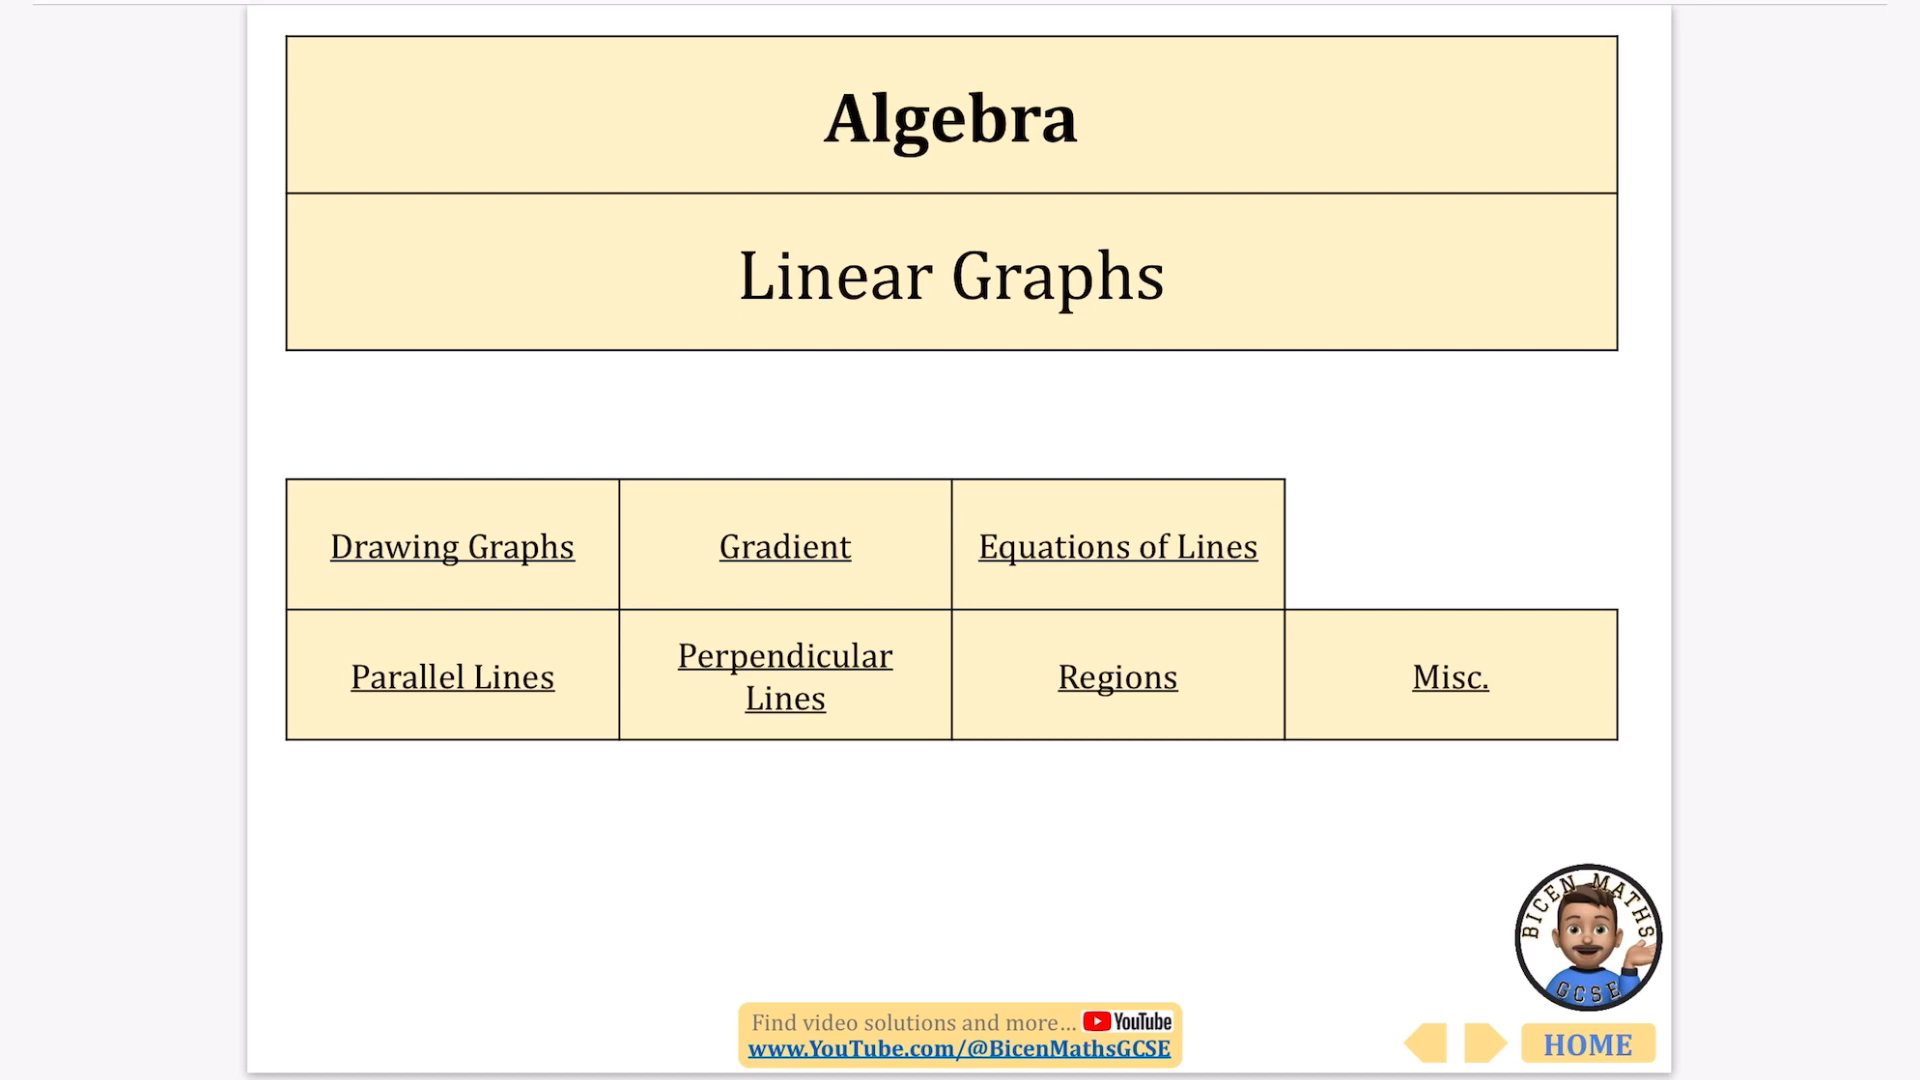 Algebra
Linear Graphs
Drawing Graphs
Gradient
Equations of Lines
Parallel Lines
Perpendicular
Lines
Regions
Misc.
BICEN MATHS
GCSE
Find video solutions and more... YouTube
www.YouTube.com/@BicenMathsGCSE
HOME